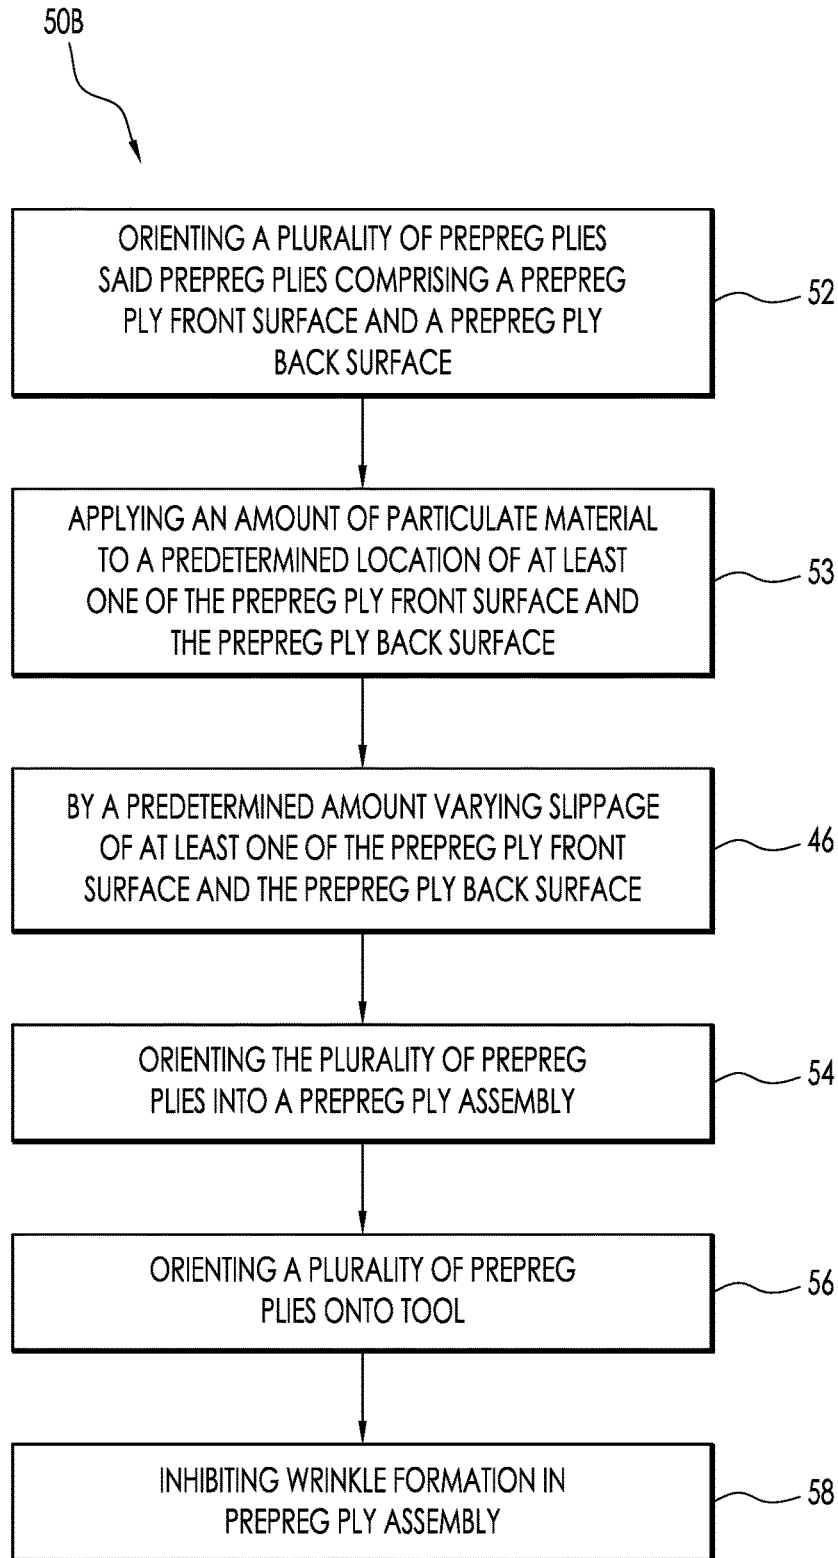 50B
ORIENTING A PLURALITY OF PREPREG PLIES
SAID PREPREG PLIES COMPRISING A PREPREG
PLY FRONT SURFACE AND A PREPREG PLY
BACK SURFACE
52
APPLYING AN AMOUNT OF PARTICULATE MATERIAL
TO A PREDETERMINED LOCATION OF AT LEAST
ONE OF THE PREPREG PLY FRONT SURFACE AND
THE PREPREG PLY BACK SURFACE
53
BY A PREDETERMINED AMOUNT VARYING SLIPPAGE
OF AT LEAST ONE OF THE PREPREG PLY FRONT
SURFACE AND THE PREPREG PLY BACK SURFACE
46
ORIENTING THE PLURALITY OF PREPREG
PLIES INTO A PREPREG PLY ASSEMBLY
54
ORIENTING A PLURALITY OF PREPREG
PLIES ONTO TOOL
56
INHIBITING WRINKLE FORMATION IN
PREPREG PLY ASSEMBLY
58